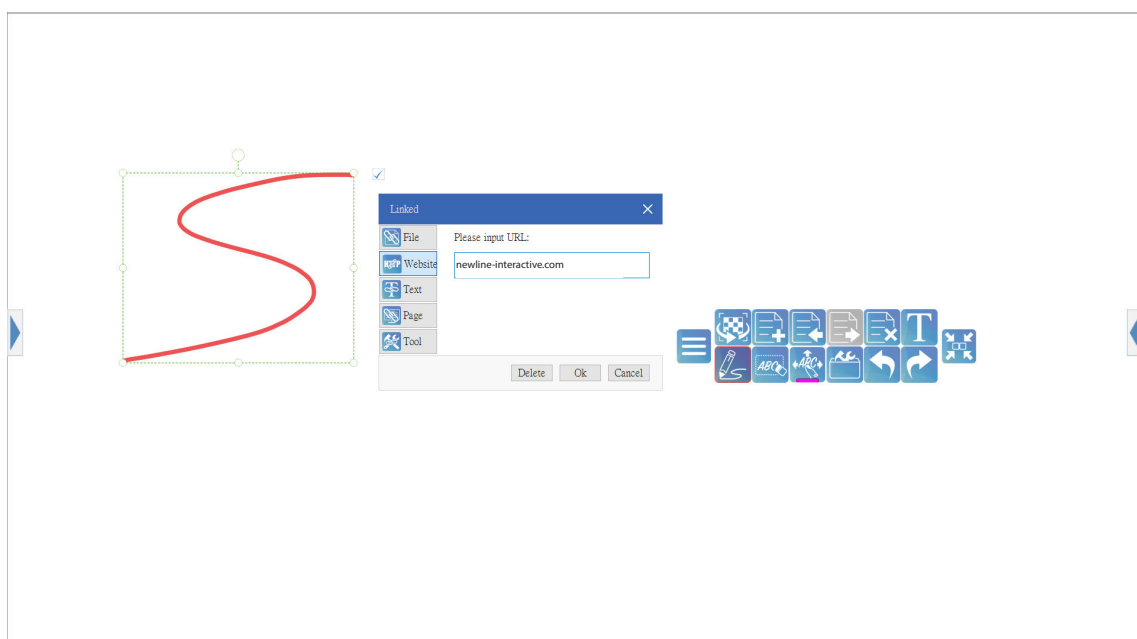 Linked
File
Please input URL:
Website
newline-interactive.com
Text
Page
Tool
Delete
Ok
Cancel
T
ABC
ABC